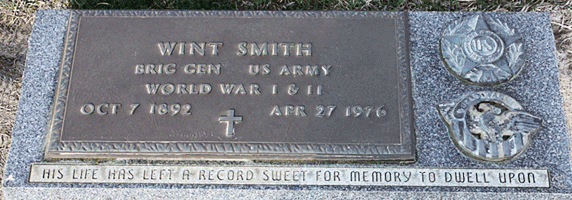 WINT SMITH
BRIG GEN US ARMY
WORLD WAR I & II
OCT 7 1892 APR 27 1976
US
HIS LIFE HAS LEFT A RECORD SWEET FOR MEMORY TO DWELL UPON